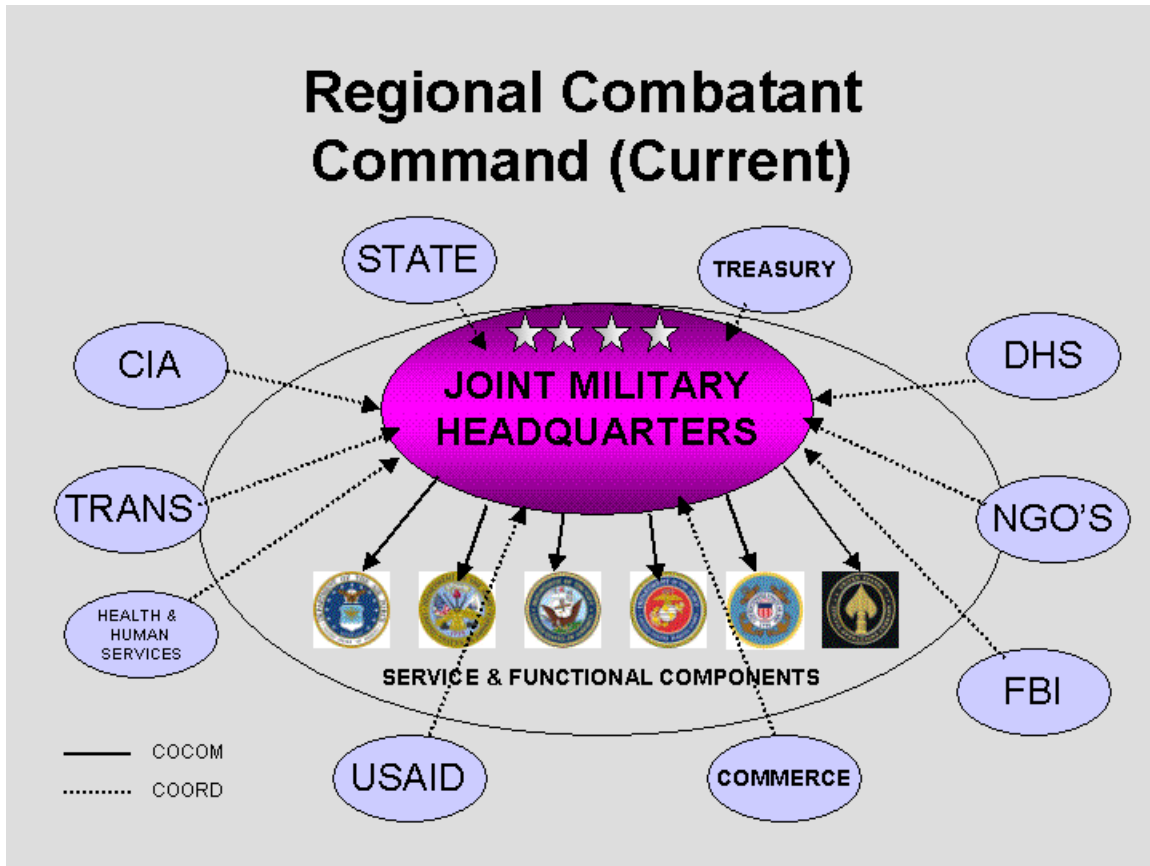 Regional Combatant
Command (Current)
STATE
TREASURY
CIA
DHS
JOINT MILITARY
HEADQUARTERS
TRANS
NGO'S
HEALTH &
HUMAN
SERVICES
SERVICE & FUNCTIONAL COMPONENTS
FBI
COCOM
COORD
USAID
COMMERCE